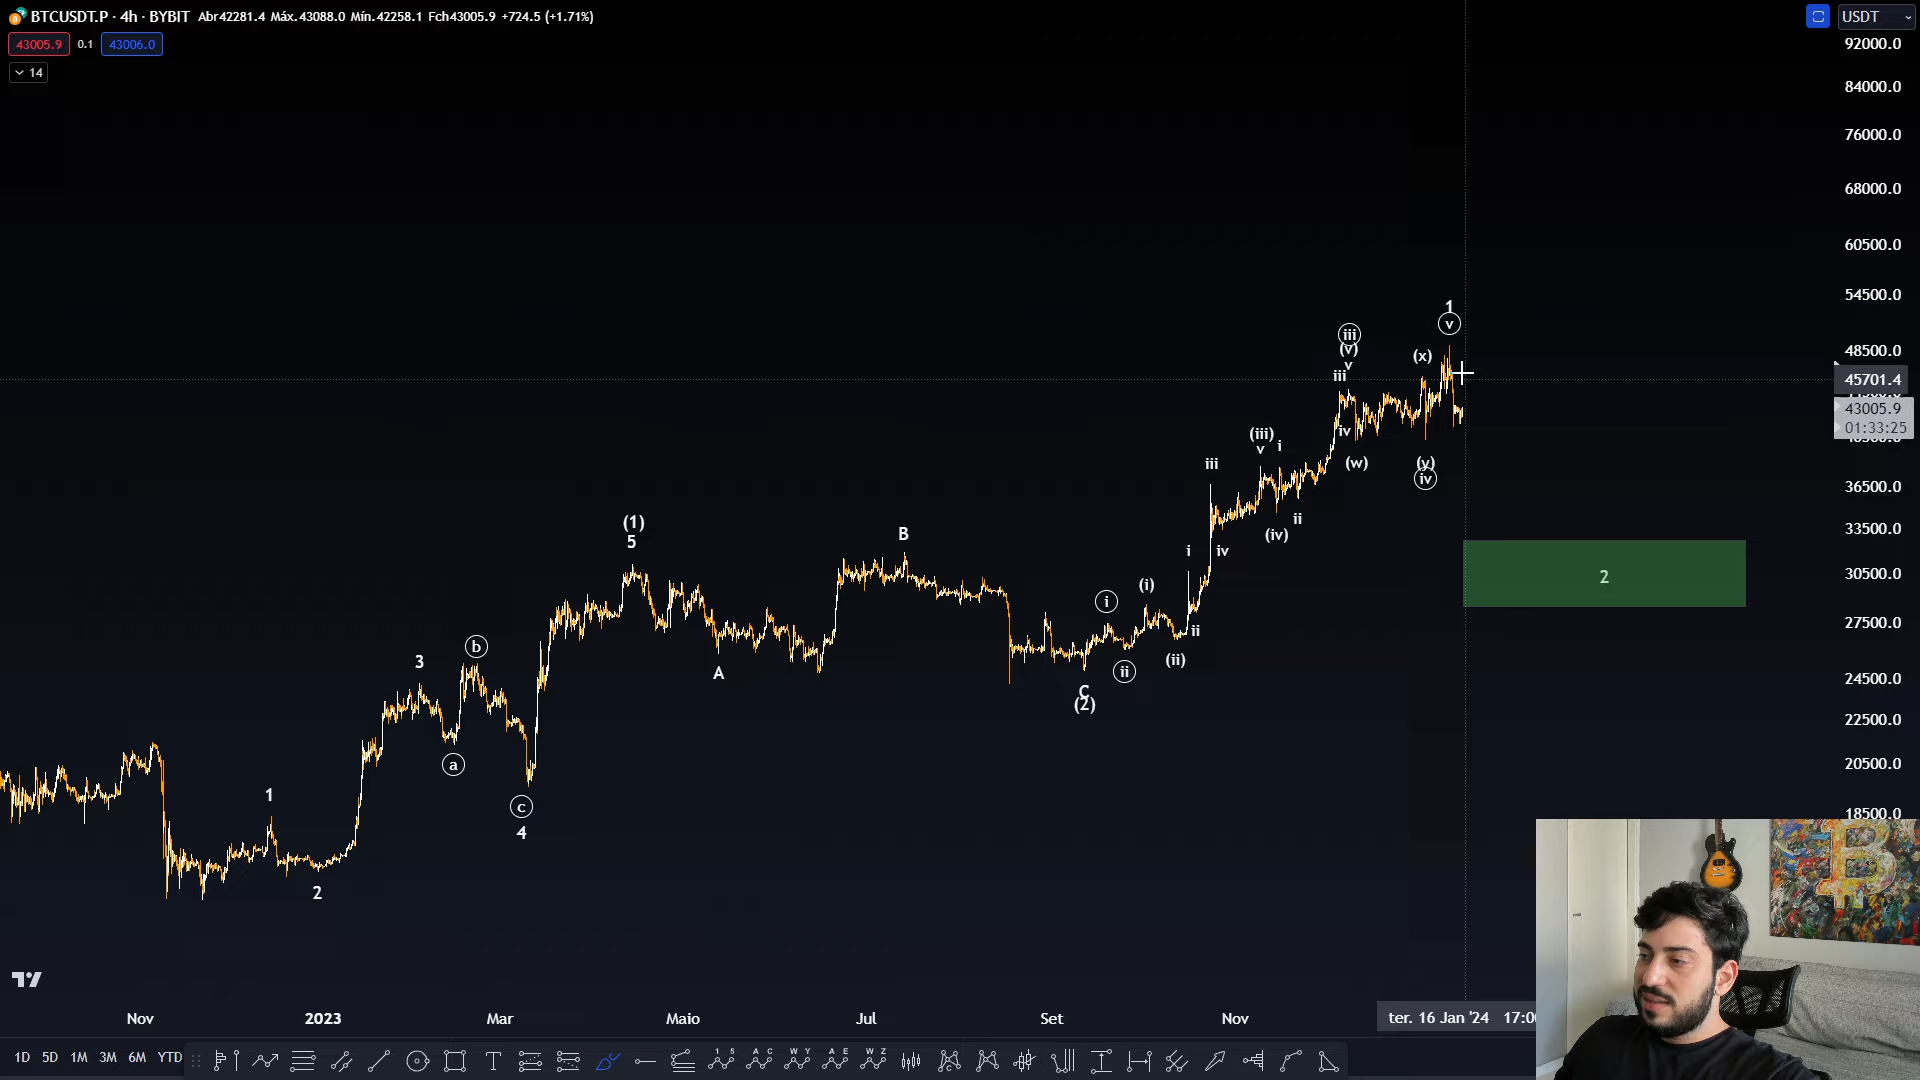 BTCUSDT.P · 4h · BYBIT Abr42281.4 Máx.43088.0 Mín.42258.1 Fch43005.9 +724.5 (+1.71%)
USDT
43005.9 0.1 43006.0
14
92000.0
84000.0
76000.0
68000.0
60500.0
54500.0
48500.0
45701.4
43005.9
01:33:25
36500.0
33500.0
30500.0
27500.0
24500.0
22500.0
20500.0
18500.0
1
2
3
a
b
c
4
(1)
5
A
B
C
(2)
i
ii
(i)
(ii)
i
ii
iii
iv
(iii)
v
i
(iv)
ii
iii
(v)
v
iii
iv
(w)
(x)
(y)
iv
1
v
2
Nov 2023 Mar Maio Jul Set Nov ter. 16 Jan '24 17:00
1D 5D 1M 3M 6M YTD